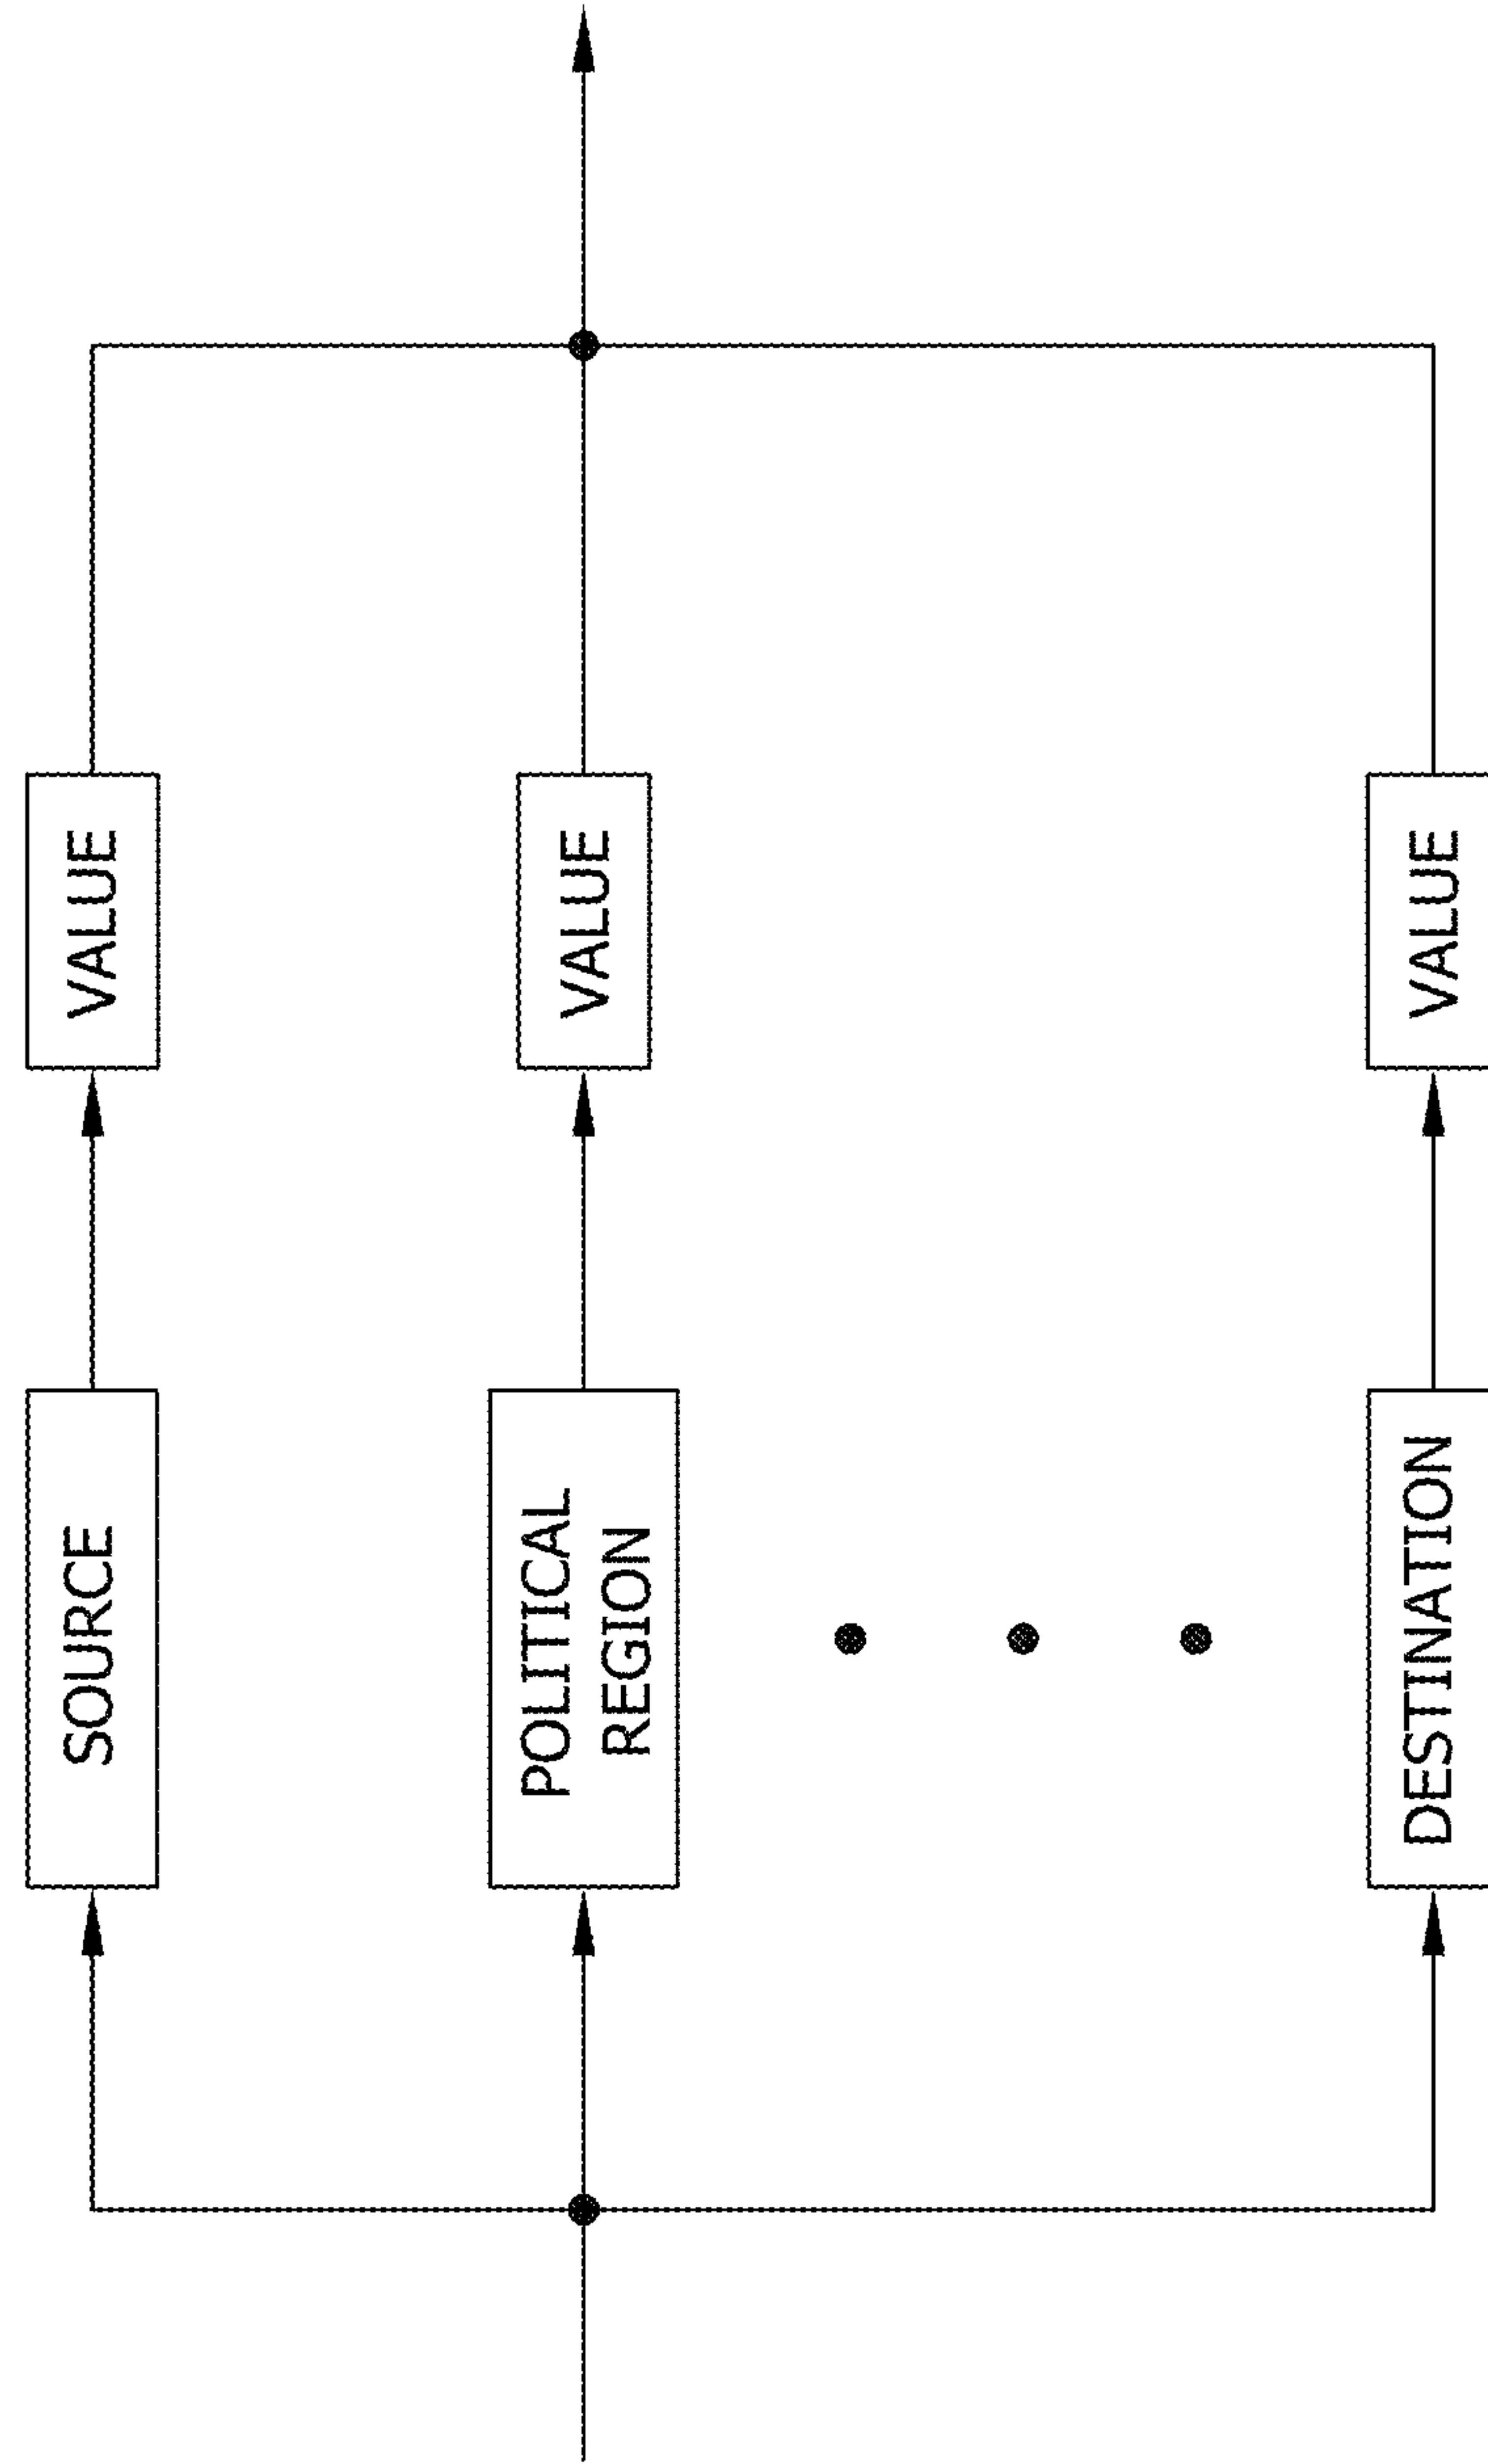 SOURCE
VALUE
POLITICAL
REGION
VALUE
DESTINATION
VALUE